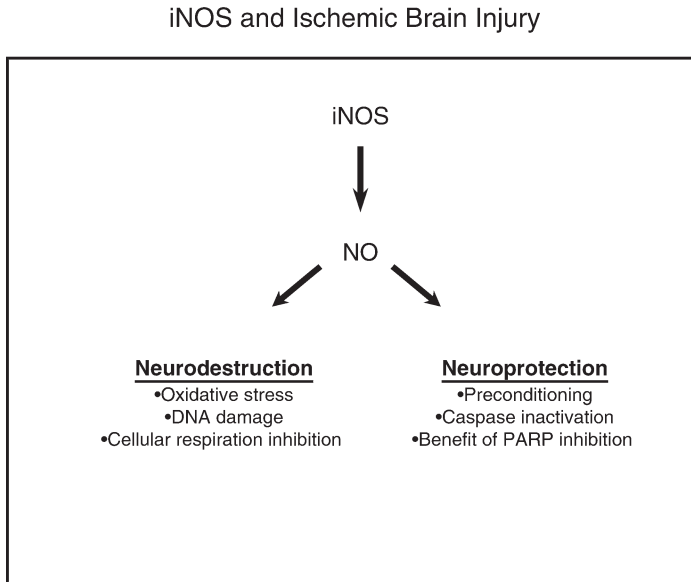 iNOS and Ischemic Brain Injury
iNOS
NO
Neurodestruction
•Oxidative stress
•DNA damage
•Cellular respiration inhibition
Neuroprotection
•Preconditioning
•Caspase inactivation
•Benefit of PARP inhibition